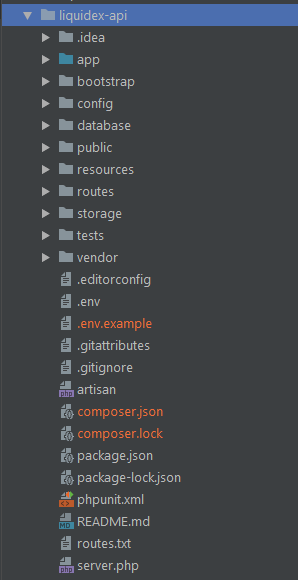 liquidex-api
.idea
app
bootstrap
config
database
public
resources
routes
storage
tests
vendor
.editorconfig
.env
.env.example
.gitattributes
.gitignore
artisan
composer.json
composer.lock
package.json
package-lock.json
phpunit.xml
README.md
routes.txt
server.php